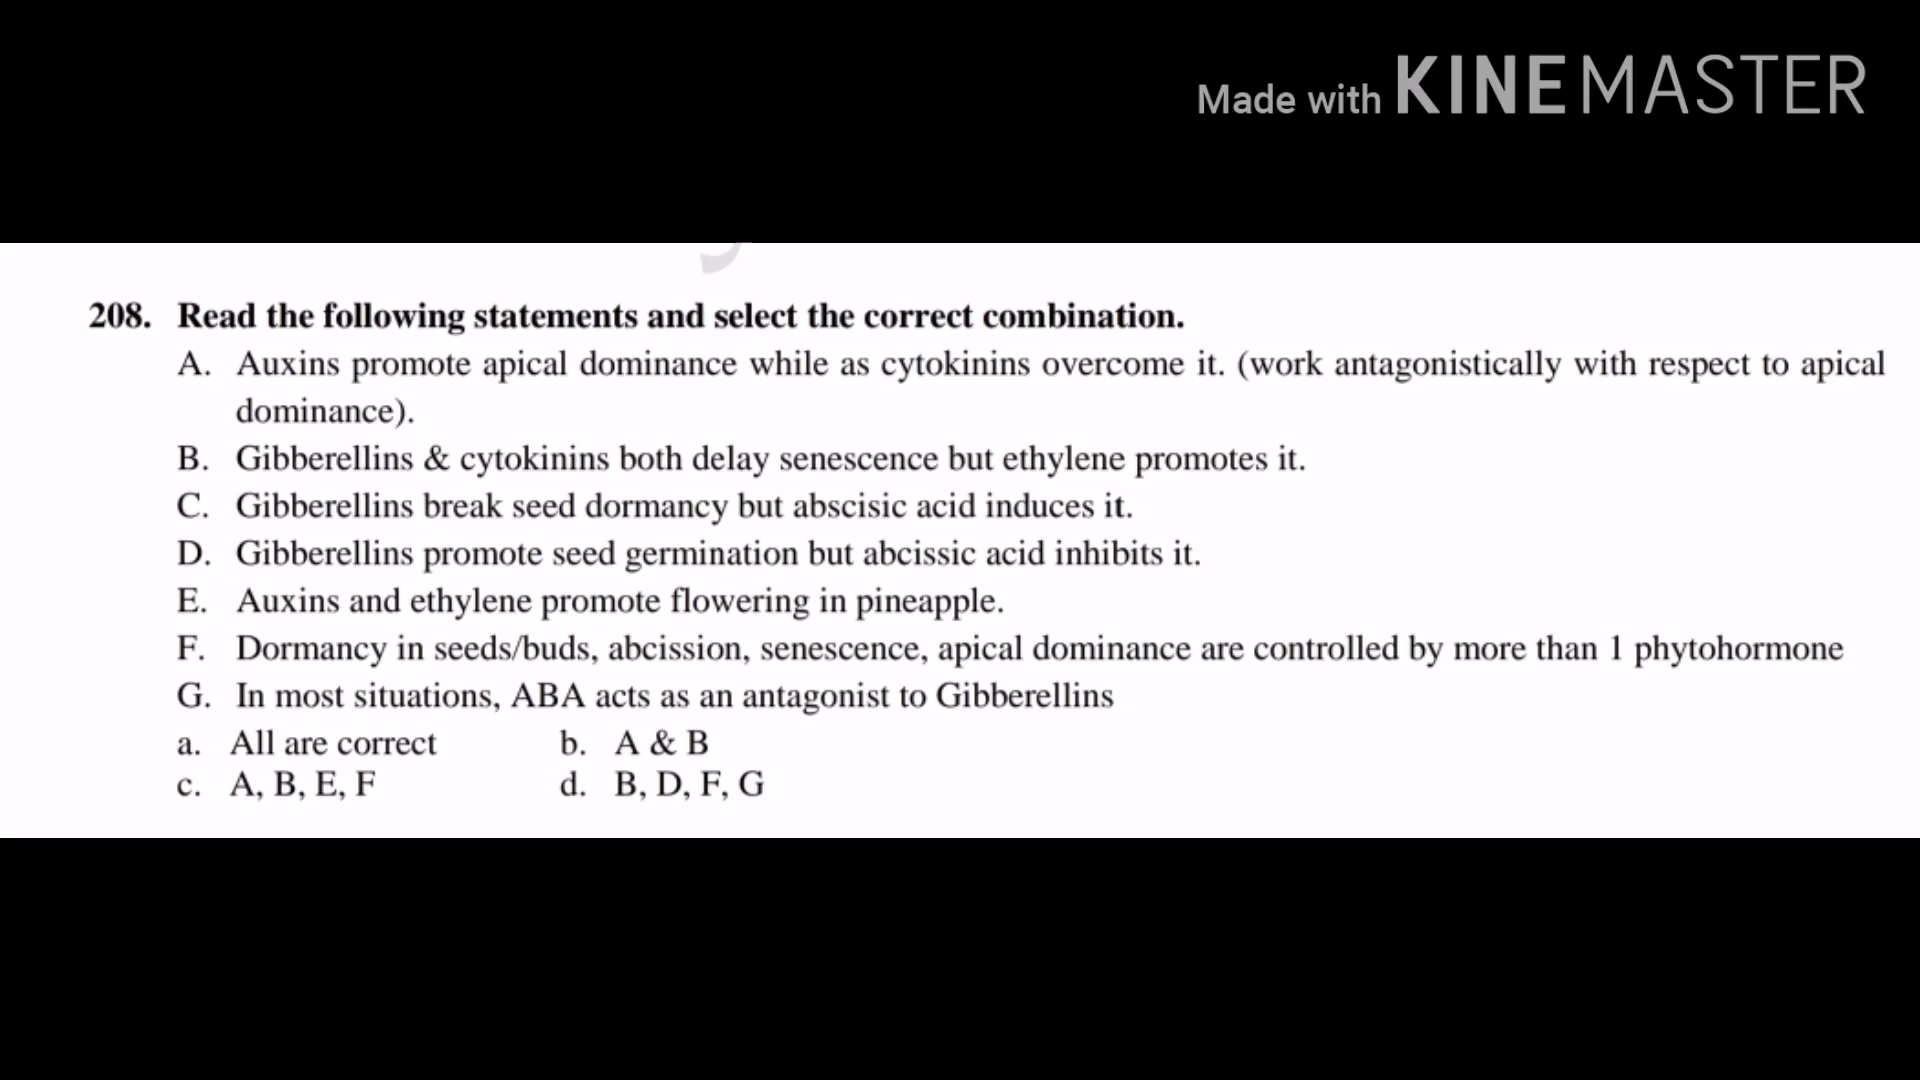 Made with KINEMASTER
208. Read the following statements and select the correct combination.
A. Auxins promote apical dominance while as cytokinins overcome it. (work antagonistically with respect to apical
dominance).
B. Gibberellins & cytokinins both delay senescence but ethylene promotes it.
C. Gibberellins break seed dormancy but abscisic acid induces it.
D. Gibberellins promote seed germination but abcissic acid inhibits it.
E. Auxins and ethylene promote flowering in pineapple.
F. Dormancy in seeds/buds, abcission, senescence, apical dominance are controlled by more than 1 phytohormone
G. In most situations, ABA acts as an antagonist to Gibberellins
a. All are correct b. A & B
c. A, B, E, F d. B, D, F, G